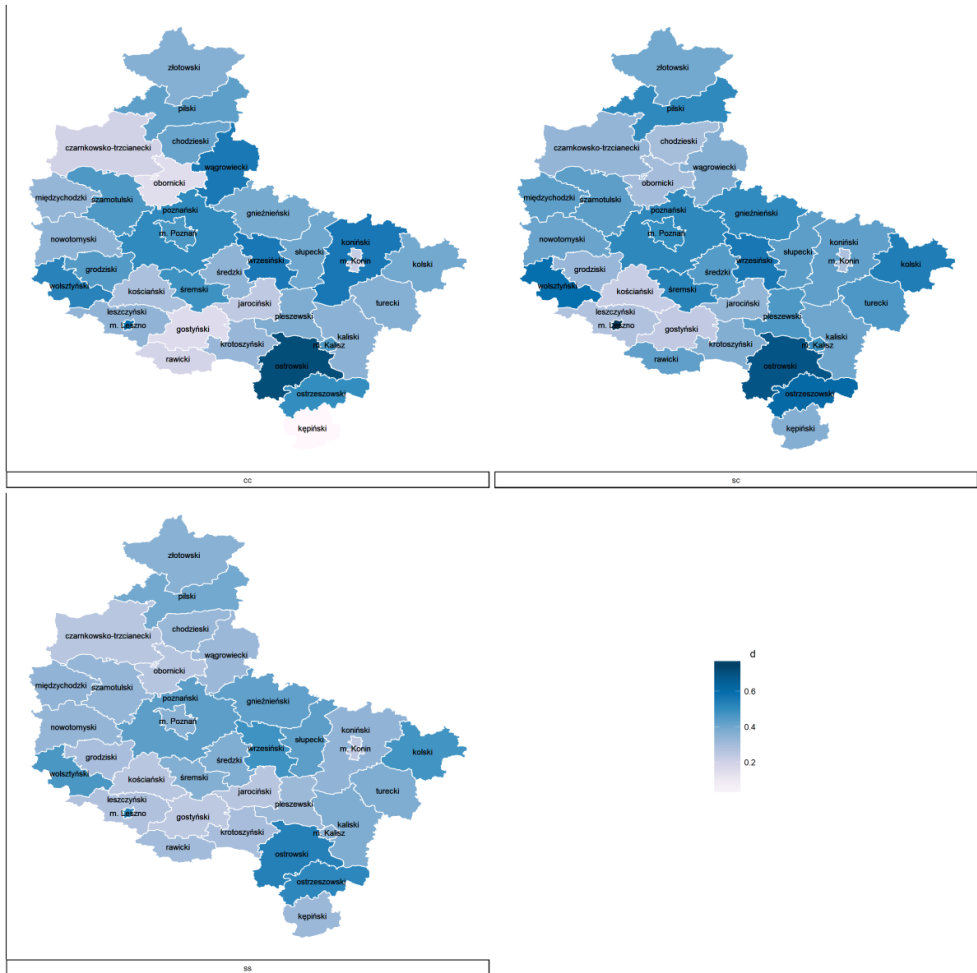 złotowski
pilski
czarnkowsko-trzcianecki
chodzieski
wągrowiecki
obornicki
międzychodzki
szamotulski
poznański
gnieźnieński
m. Poznań
nowotomyski
koniński
słupecki
m. Konin
kolski
grodziski
wrzesiński
średzki
wolsztyński
kościański
śremski
turecki
jarociński
leszczyński
pleszewski
m. Leszno
gostyński
kaliski
krotoszyński
m. Kalisz
rawicki
ostrowski
ostrzeszowski
kępiński
cc
złotowski
pilski
czarnkowsko-trzcianecki
chodzieski
wągrowiecki
obornicki
międzychodzki
szamotulski
poznański
gnieźnieński
m. Poznań
nowotomyski
koniński
słupecki
m. Konin
kolski
grodziski
wrzesiński
średzki
wolsztyński
kościański
śremski
turecki
jarociński
leszczyński
pleszewski
m. Leszno
gostyński
kaliski
krotoszyński
m. Kalisz
rawicki
ostrowski
ostrzeszowski
kępiński
sc
złotowski
pilski
czarnkowsko-trzcianecki
chodzieski
wągrowiecki
obornicki
międzychodzki
szamotulski
poznański
gnieźnieński
m. Poznań
nowotomyski
koniński
słupecki
m. Konin
kolski
grodziski
wrzesiński
średzki
wolsztyński
kościański
śremski
turecki
jarociński
leszczyński
pleszewski
m. Leszno
gostyński
kaliski
krotoszyński
m. Kalisz
rawicki
ostrowski
ostrzeszowski
kępiński
ss
d
0.6
0.4
0.2